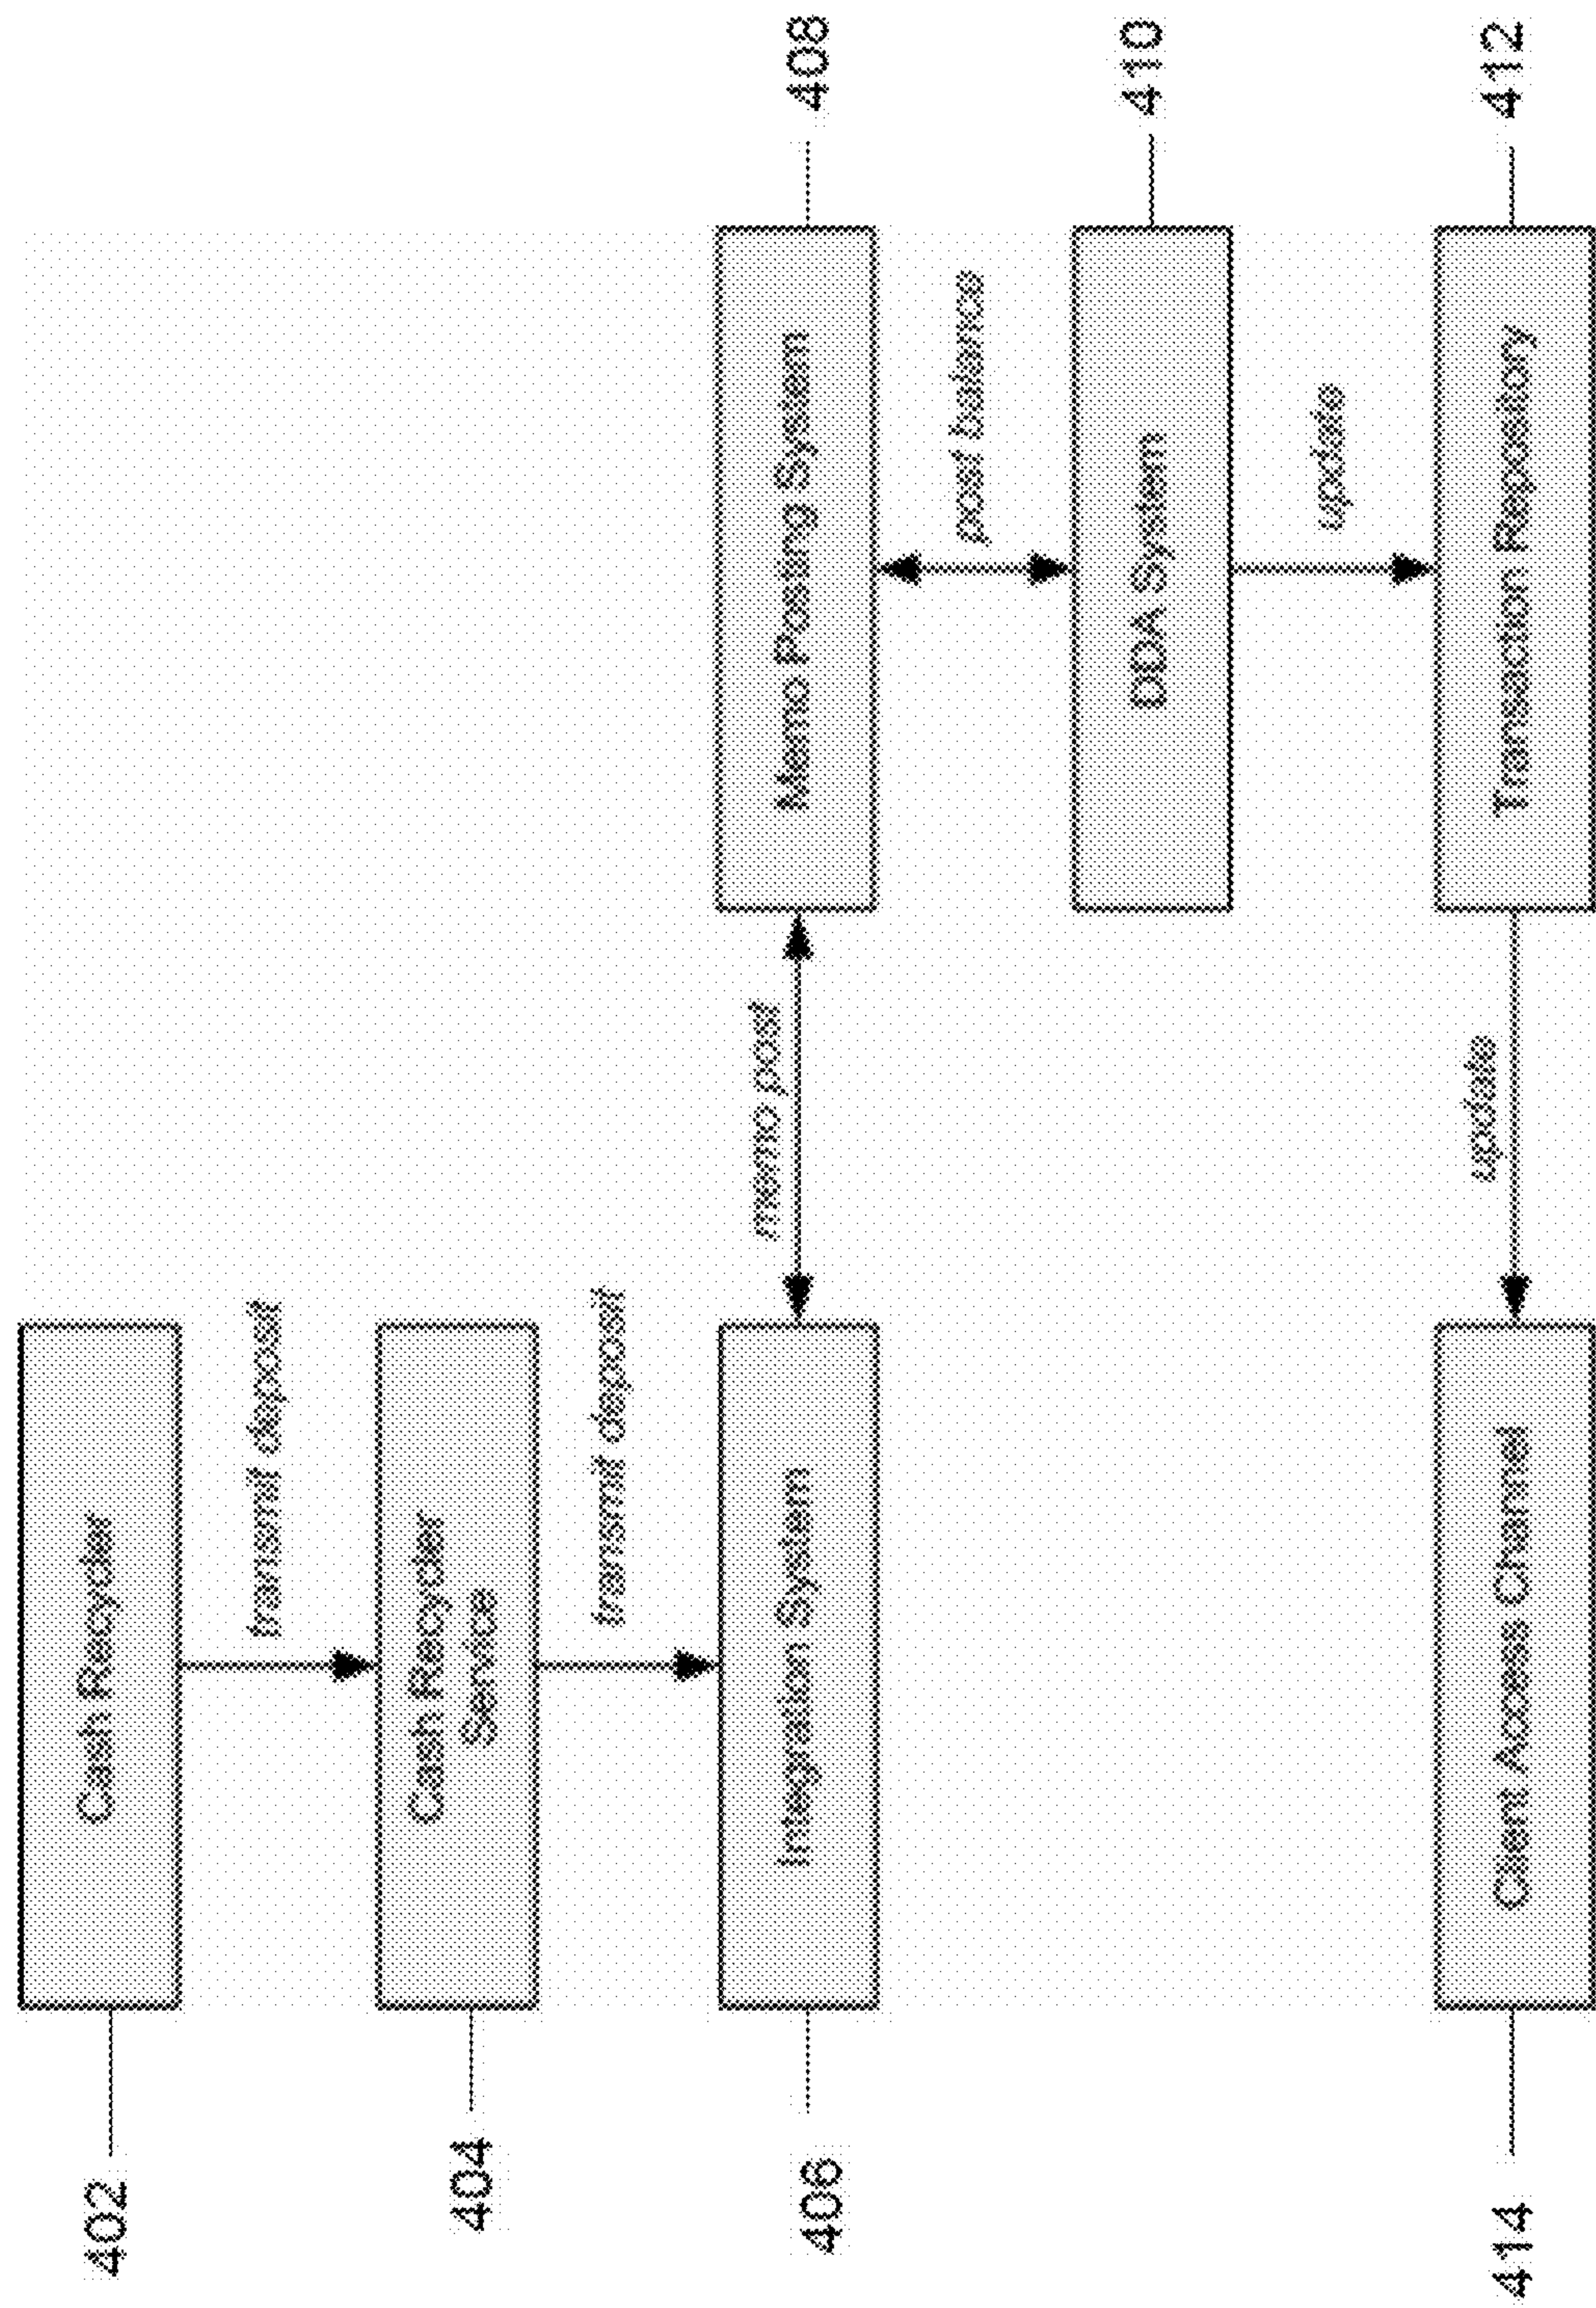 402
Cash Recycler
transmit deposit
404
Cash Recycler
Service
transmit deposit
406
Integration System
memo post
Memo Posting System
408
post balance
DDA System
410
update
Transaction Repository
412
update
Client Access Channel
414